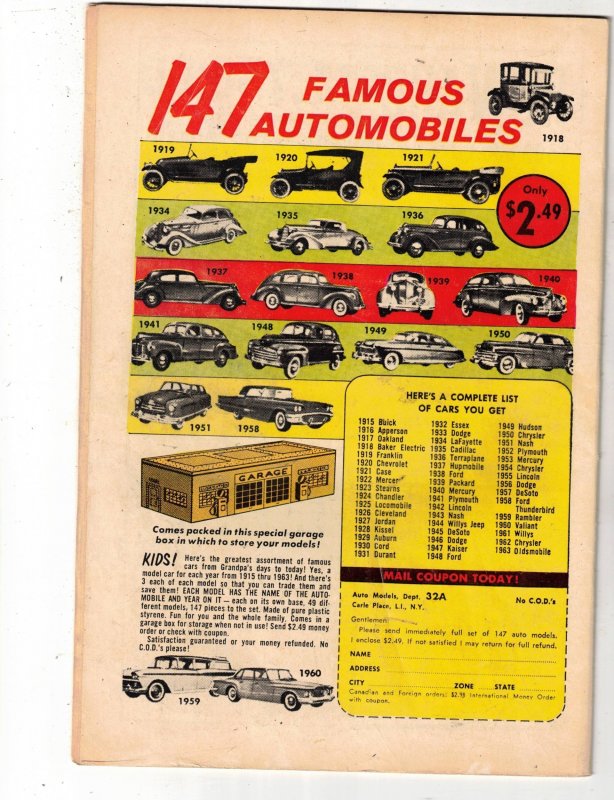 147 FAMOUS
AUTOMOBILES
1918
1919
1920
1921
Only
$2.49
1934
1935
1936
1937
1938
1939
1940
1941
1948
1949
1950
1951
1958
GARAGE
Comes packed in this special garage
box in which to store your models!
KIDS! Here's the greatest assortment of famous
cars from Grandpa's days to today! Yes, a
model car for each year from 1915 thru 1963! And there's
3 each of each model so that you can trade them and
save them! EACH MODEL HAS THE NAME OF THE AUTO-
MOBILE AND YEAR ON IT — each on its own base, 49 dif-
ferent models, 147 pieces to the set. Made of pure plastic
styrene. Fun for you and the whole family. Comes in a
garage box for storage when not in use! Send $2.49 money
order or check with coupon.
Satisfaction guaranteed or your money refunded. No
C.O.D.'s please!
1959
1960
HERE'S A COMPLETE LIST
OF CARS YOU GET
1915 Buick
1916 Apperson
1917 Oakland
1918 Baker Electric
1919 Franklin
1920 Chevrolet
1921 Case
1922 Mercer
1923 Stearns
1924 Chandler
1925 Locomobile
1926 Cleveland
1927 Jordan
1928 Kissel
1929 Auburn
1930 Cord
1931 Durant
1932 Essex
1933 Dodge
1934 LaFayette
1935 Cadillac
1936 Terraplane
1937 Hupmobile
1938 Ford
1939 Packard
1940 Mercury
1941 Plymouth
1942 Lincoln
1943 Nash
1944 Willys Jeep
1945 DeSoto
1946 Dodge
1947 Kaiser
1948 Ford
1949 Hudson
1950 Chrysler
1951 Nash
1952 Plymouth
1953 Mercury
1954 Chrysler
1955 Lincoln
1956 Dodge
1957 DeSoto
1958 Ford
Thunderbird
1959 Rambler
1960 Valiant
1961 Willys
1962 Chrysler
1963 Oldsmobile
MAIL COUPON TODAY!
Auto Models, Dept. 32A No C.O.D.'s
Carle Place, L.I., N.Y.
Gentlemen:
Please send immediately full set of 147 auto models.
I enclose $2.49. If not satisfied I may return for full refund.
NAME
ADDRESS
CITY ZONE STATE
Canadian and Foreign orders: $2.98 International Money Order
with coupon.